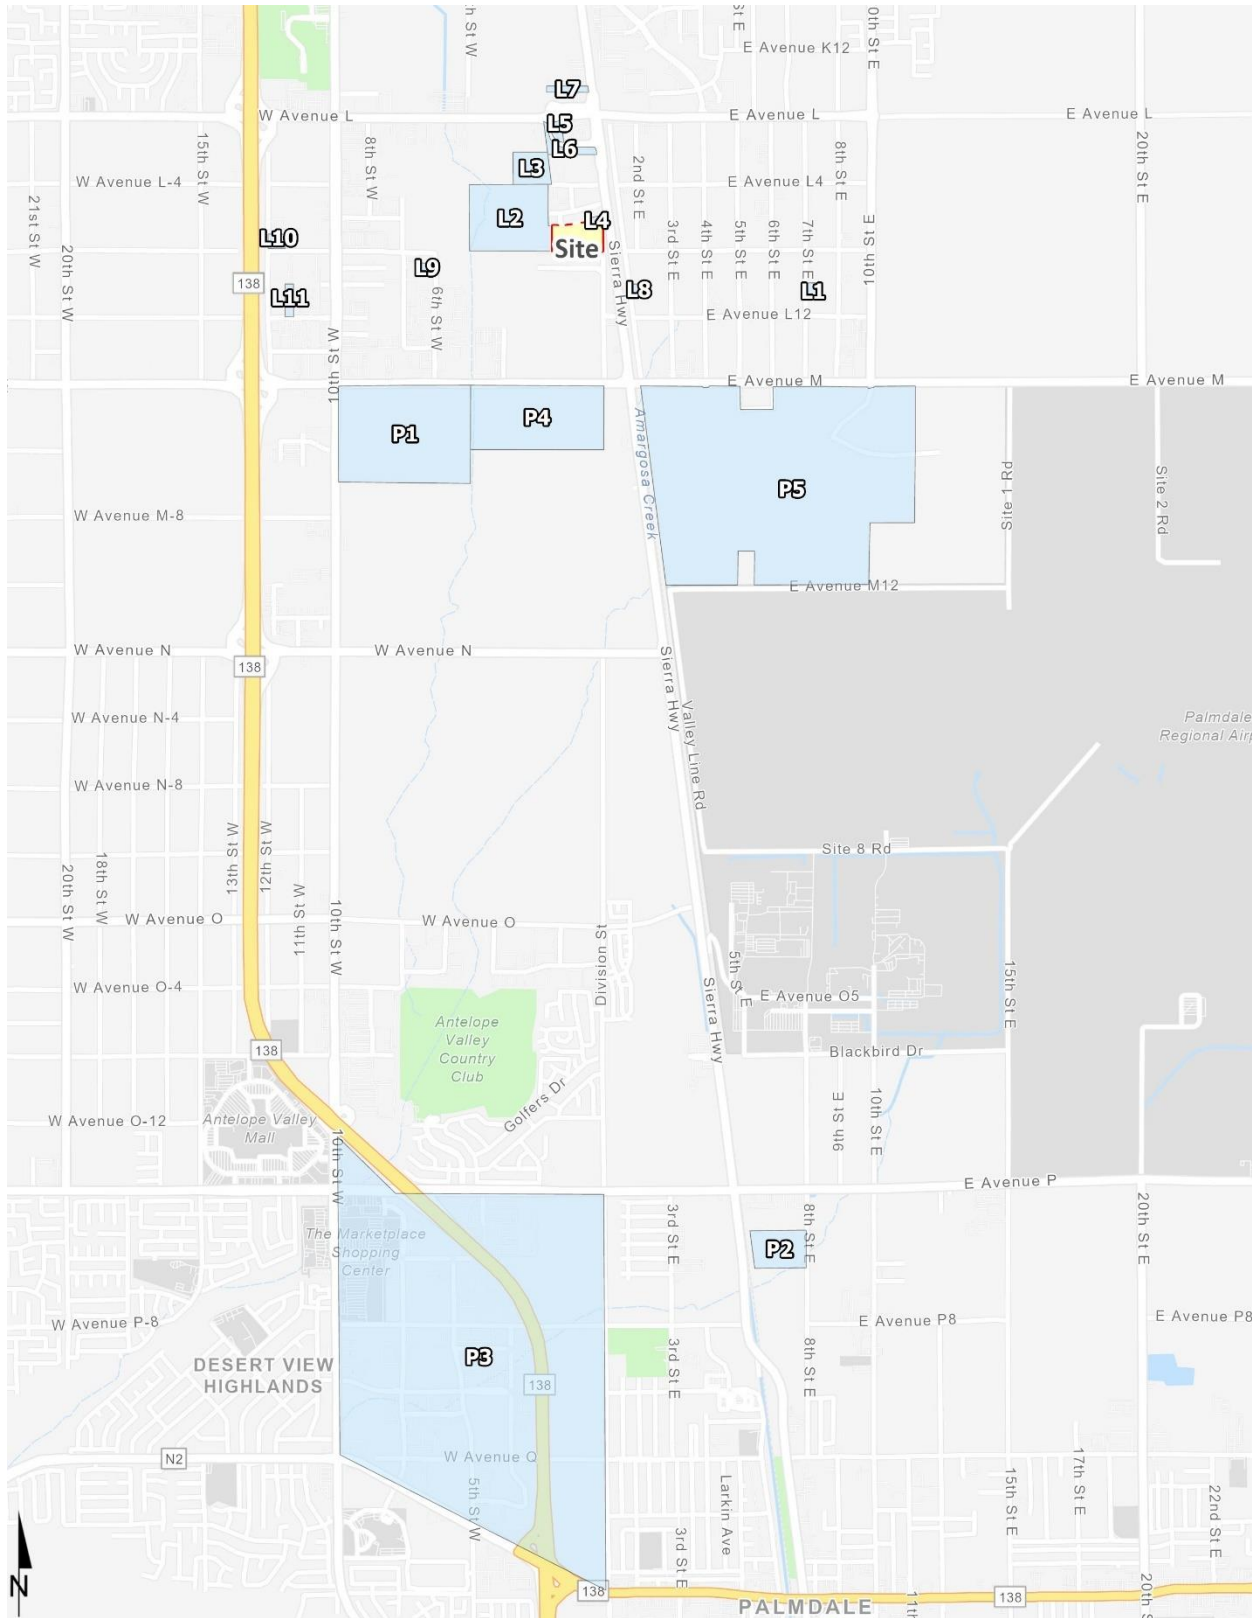 E Avenue K12
10th St E
L7
W Avenue L
L5
E Avenue L
E Avenue L
15th St W
8th St W
L6
L3
2nd St E
8th St E
20th St E
W Avenue L-4
E Avenue L4
21st St W
L2
L4
L10
Site
20th St W
Sierra Hwy
3rd St E
4th St E
5th St E
6th St E
7th St E
10th St E
L9
138
6th St W
L8
L1
L11
E Avenue L12
10th St W
E Avenue M
E Avenue M
P1
P4
Amargosa Creek
P5
Site 1 Rd
Site 2 Rd
W Avenue M-8
E Avenue M12
W Avenue N
W Avenue N
138
Sierra Hwy
W Avenue N-4
Valley Line Rd
Palmdale
Regional Airp
W Avenue N-8
13th St W
12th St W
Site 8 Rd
20th St W
18th St W
11th St W
10th St W
W Avenue O
W Avenue O
Division St
5th St E
15th St E
W Avenue O-4
Sierra Hwy
E Avenue O5
Antelope
Valley
Country
Club
138
Blackbird Dr
Golfers Dr
9th St E
10th St E
W Avenue O-12
Antelope Valley
Mall
10th St W
E Avenue P
3rd St E
8th St E
20th St E
The Marketplace
Shopping
Center
P2
W Avenue P-8
E Avenue P8
E Avenue P8
P3
3rd St E
8th St E
DESERT VIEW
HIGHLANDS
138
N2
W Avenue Q
5th St W
Larkin Ave
15th St E
17th St E
22nd St E
3rd St E
N
138
138
PALMDALE
11th
20th S